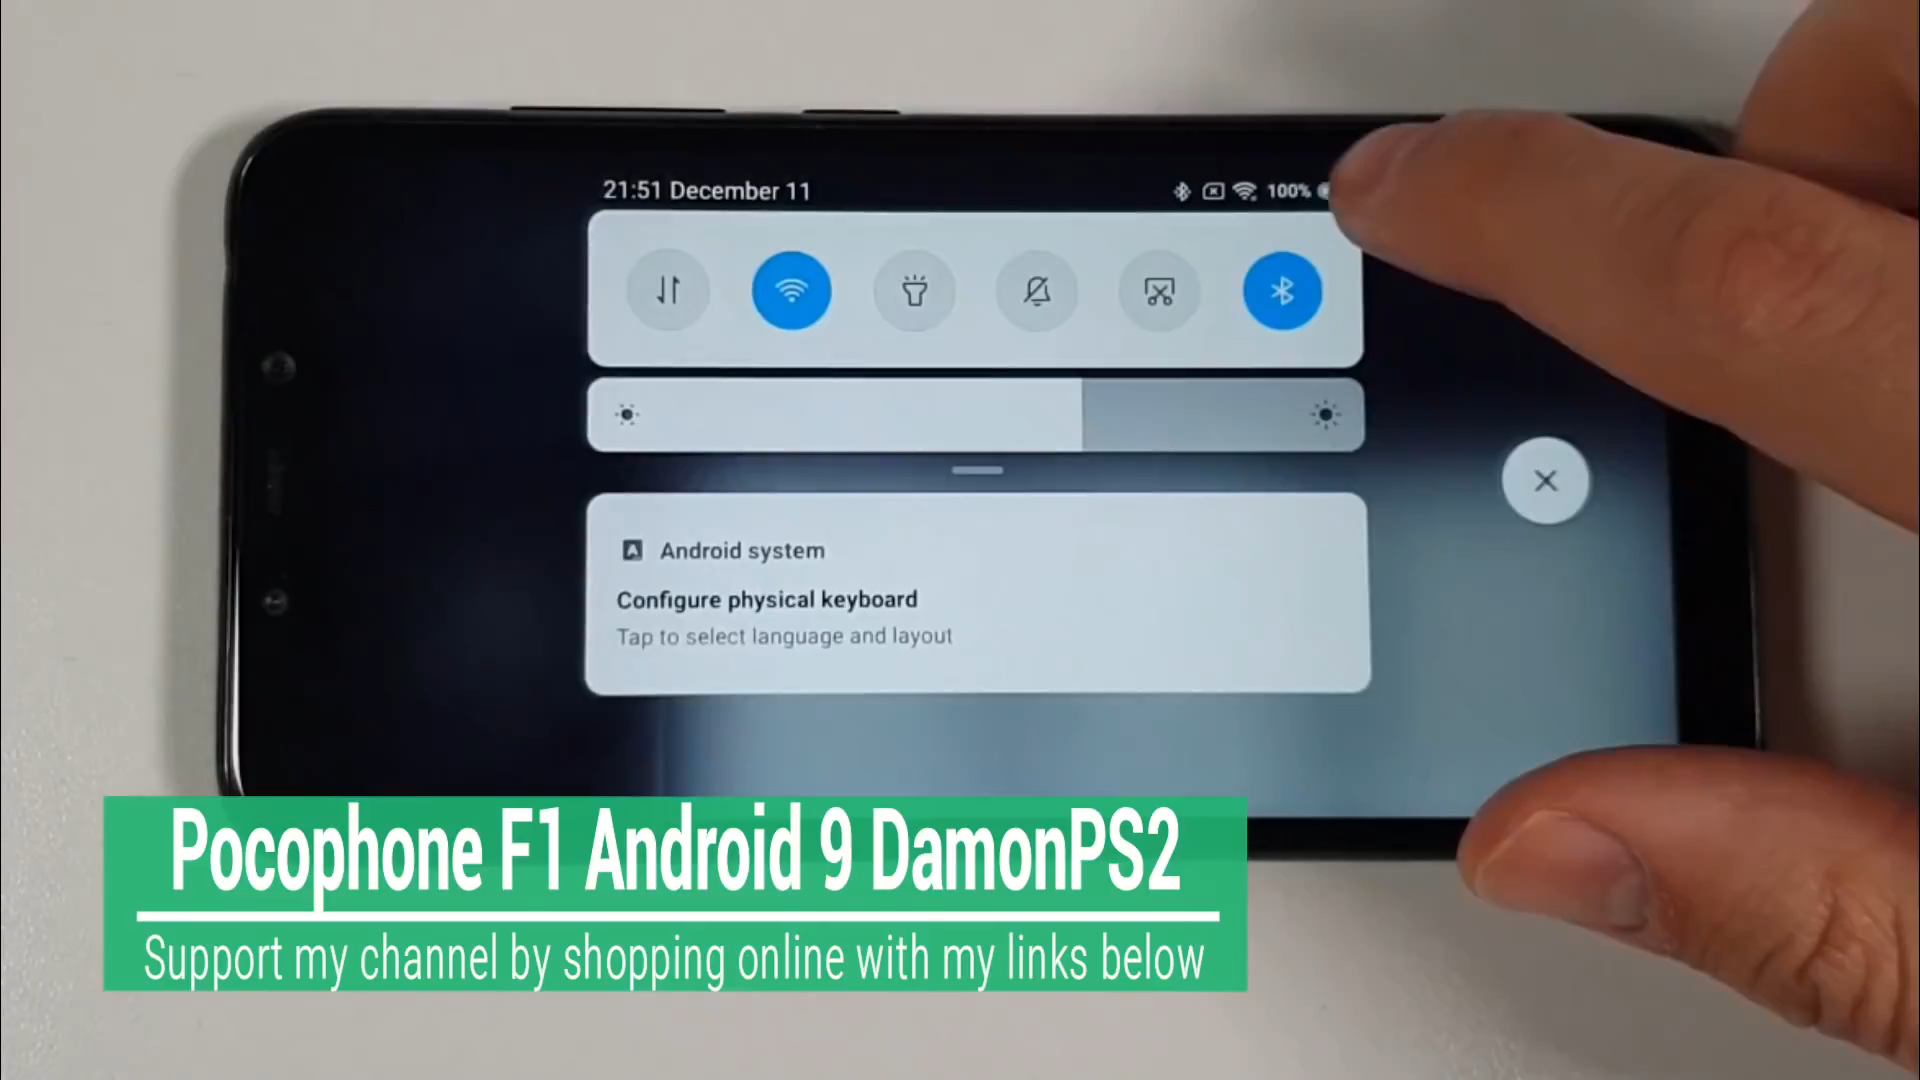 21:51 December 11
100%
Android system
Configure physical keyboard
Tap to select language and layout
Pocophone F1 Android 9 DamonPS2
Support my channel by shopping online with my links below